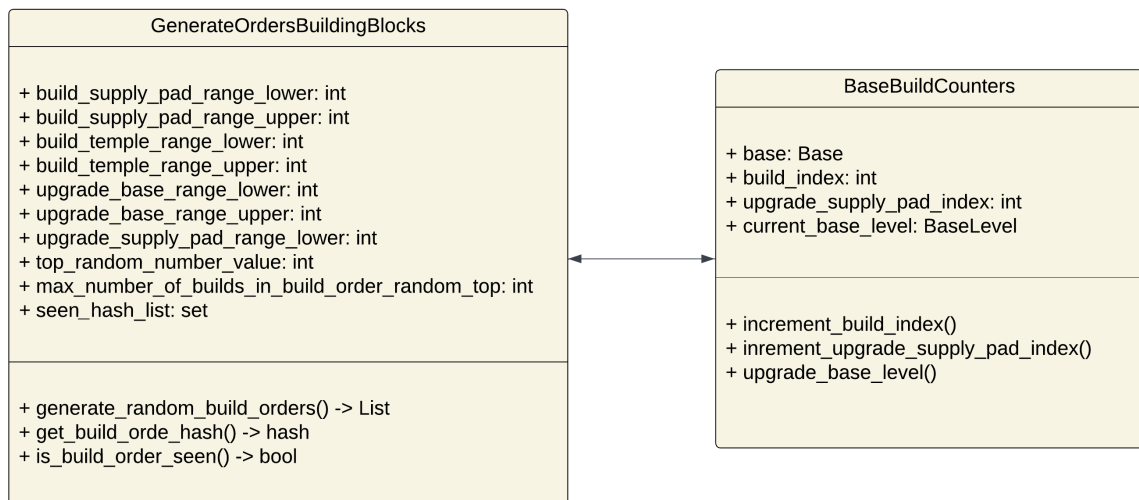 GenerateOrdersBuildingBlocks
+ build_supply_pad_range_lower: int
+ build_supply_pad_range_upper: int
+ build_temple_range_lower: int
+ build_temple_range_upper: int
+ upgrade_base_range_lower: int
+ upgrade_base_range_upper: int
+ upgrade_supply_pad_range_lower: int
+ top_random_number_value: int
+ max_number_of_builds_in_build_order_random_top: int
+ seen_hash_list: set
+ generate_random_build_orders() -> List
+ get_build_orde_hash() -> hash
+ is_build_order_seen() -> bool
BaseBuildCounters
+ base: Base
+ build_index: int
+ upgrade_supply_pad_index: int
+ current_base_level: BaseLevel
+ increment_build_index()
+ inrement_upgrade_supply_pad_index()
+ upgrade_base_level()